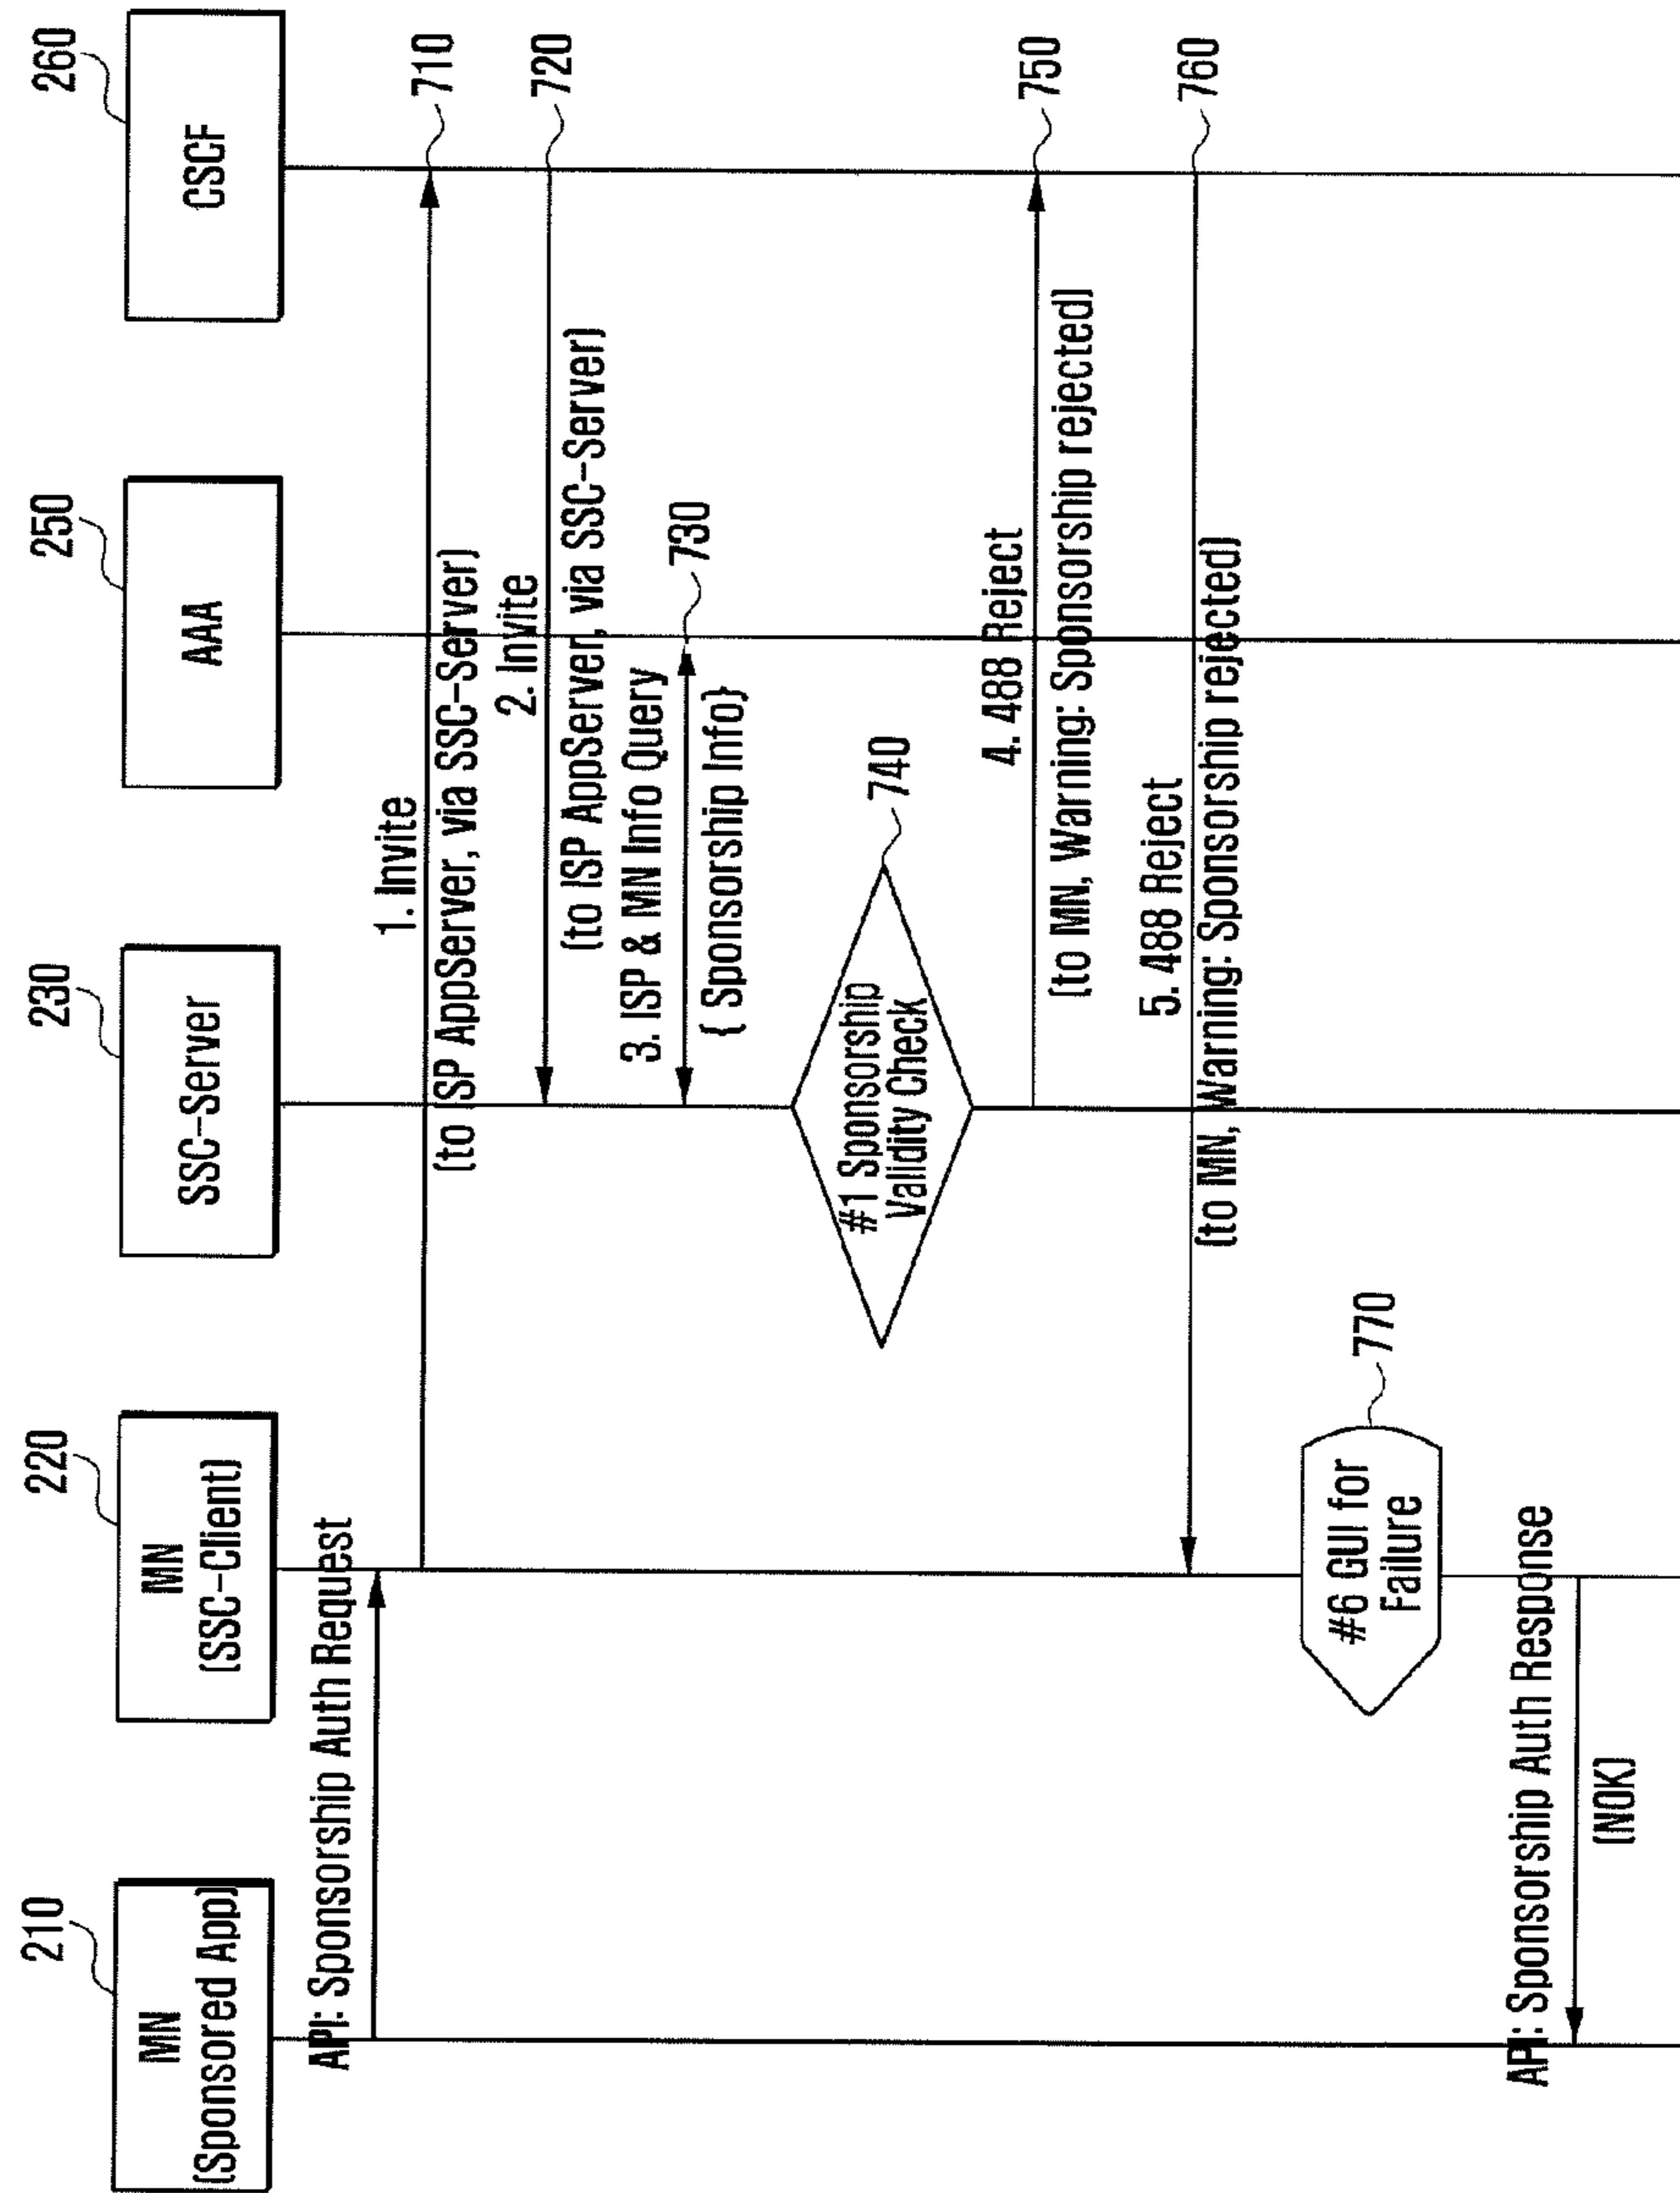 210
MN
(Sponsored App)
220
MN
(SSC-Client)
230
SSC-Server
250
AAA
260
CSCF
API: Sponsorship Auth Request
1. Invite
710
(to ISP AppServer, via SSC-Server)
2. Invite
720
(to ISP AppServer, via SSC-Server)
3. ISP & MN Info Query
730
{ Sponsorship Info}
740
#1 Sponsorship
Validity Check
4. 488 Reject
750
(to MN, Warning: Sponsorship rejected)
5. 488 Reject
760
(to MN, Warning: Sponsorship rejected)
770
#6 GUI for
Failure
API: Sponsorship Auth Response
(NOK)